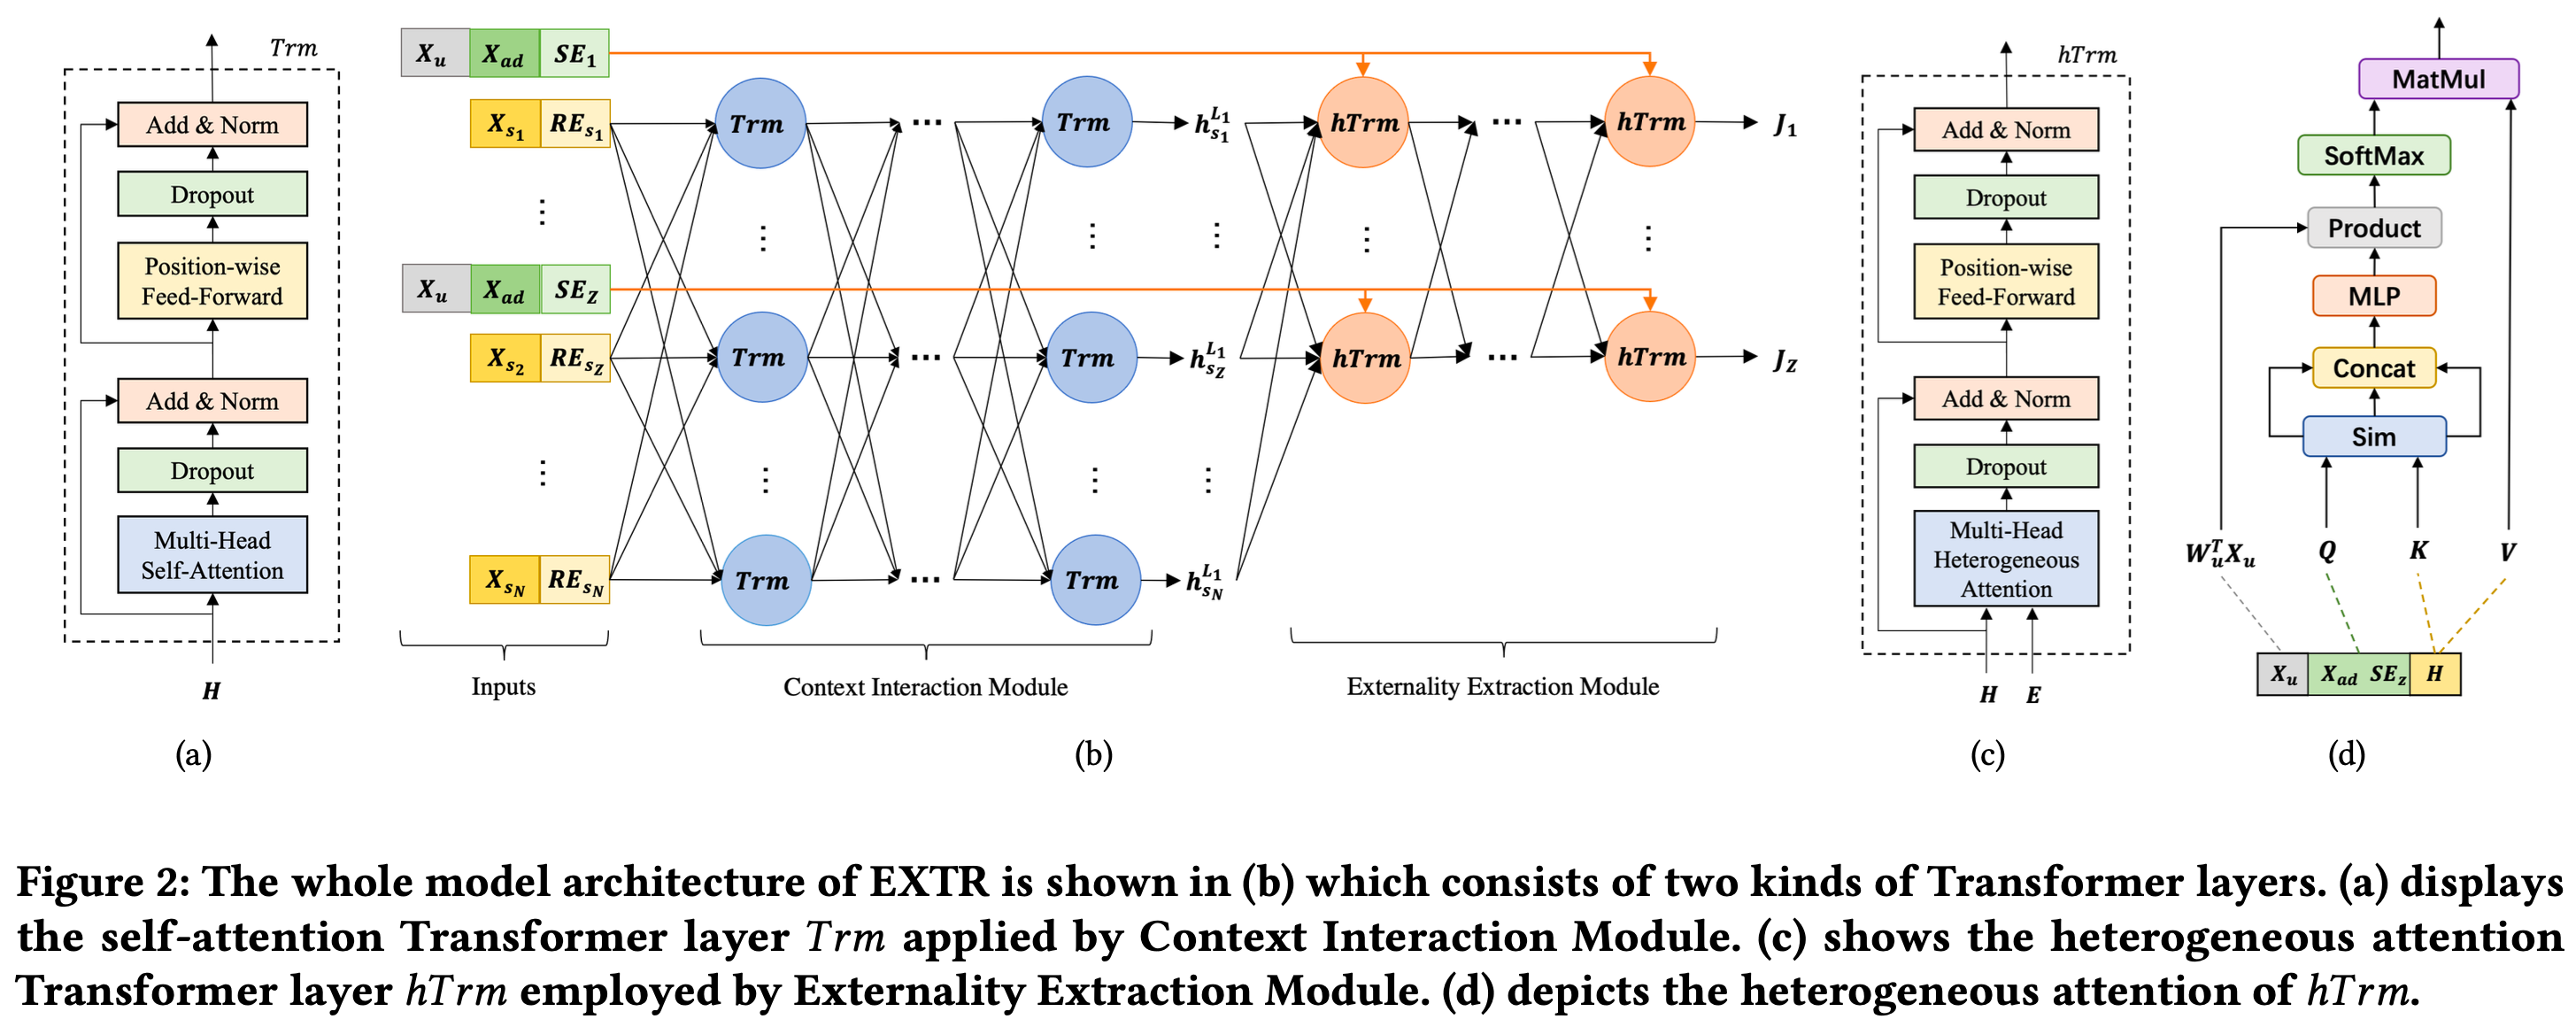 Trm
Add & Norm
Dropout
Position-wise
Feed-Forward
Add & Norm
Dropout
Multi-Head
Self-Attention
H
(a)
X_u X_ad SE_1
X_{s_1} RE_{s_1} Trm ... Trm h_{s_1}^{L_1} hTrm ... hTrm J_1
X_u X_ad SE_Z
X_{s_2} RE_{s_Z} Trm ... Trm h_{s_Z}^{L_1} hTrm ... hTrm J_Z
X_{s_N} RE_{s_N} Trm ... Trm h_{s_N}^{L_1}
Inputs Context Interaction Module Externality Extraction Module
(b)
hTrm
Add & Norm
Dropout
Position-wise
Feed-Forward
Add & Norm
Dropout
Multi-Head
Heterogeneous
Attention
H E
(c)
MatMul
SoftMax
Product
MLP
Concat
Sim
W_u^T X_u Q K V
X_u X_ad SE_z H
(d)
Figure 2: The whole model architecture of EXTR is shown in (b) which consists of two kinds of Transformer layers. (a) displays
the self-attention Transformer layer Trm applied by Context Interaction Module. (c) shows the heterogeneous attention
Transformer layer hTrm employed by Externality Extraction Module. (d) depicts the heterogeneous attention of hTrm.